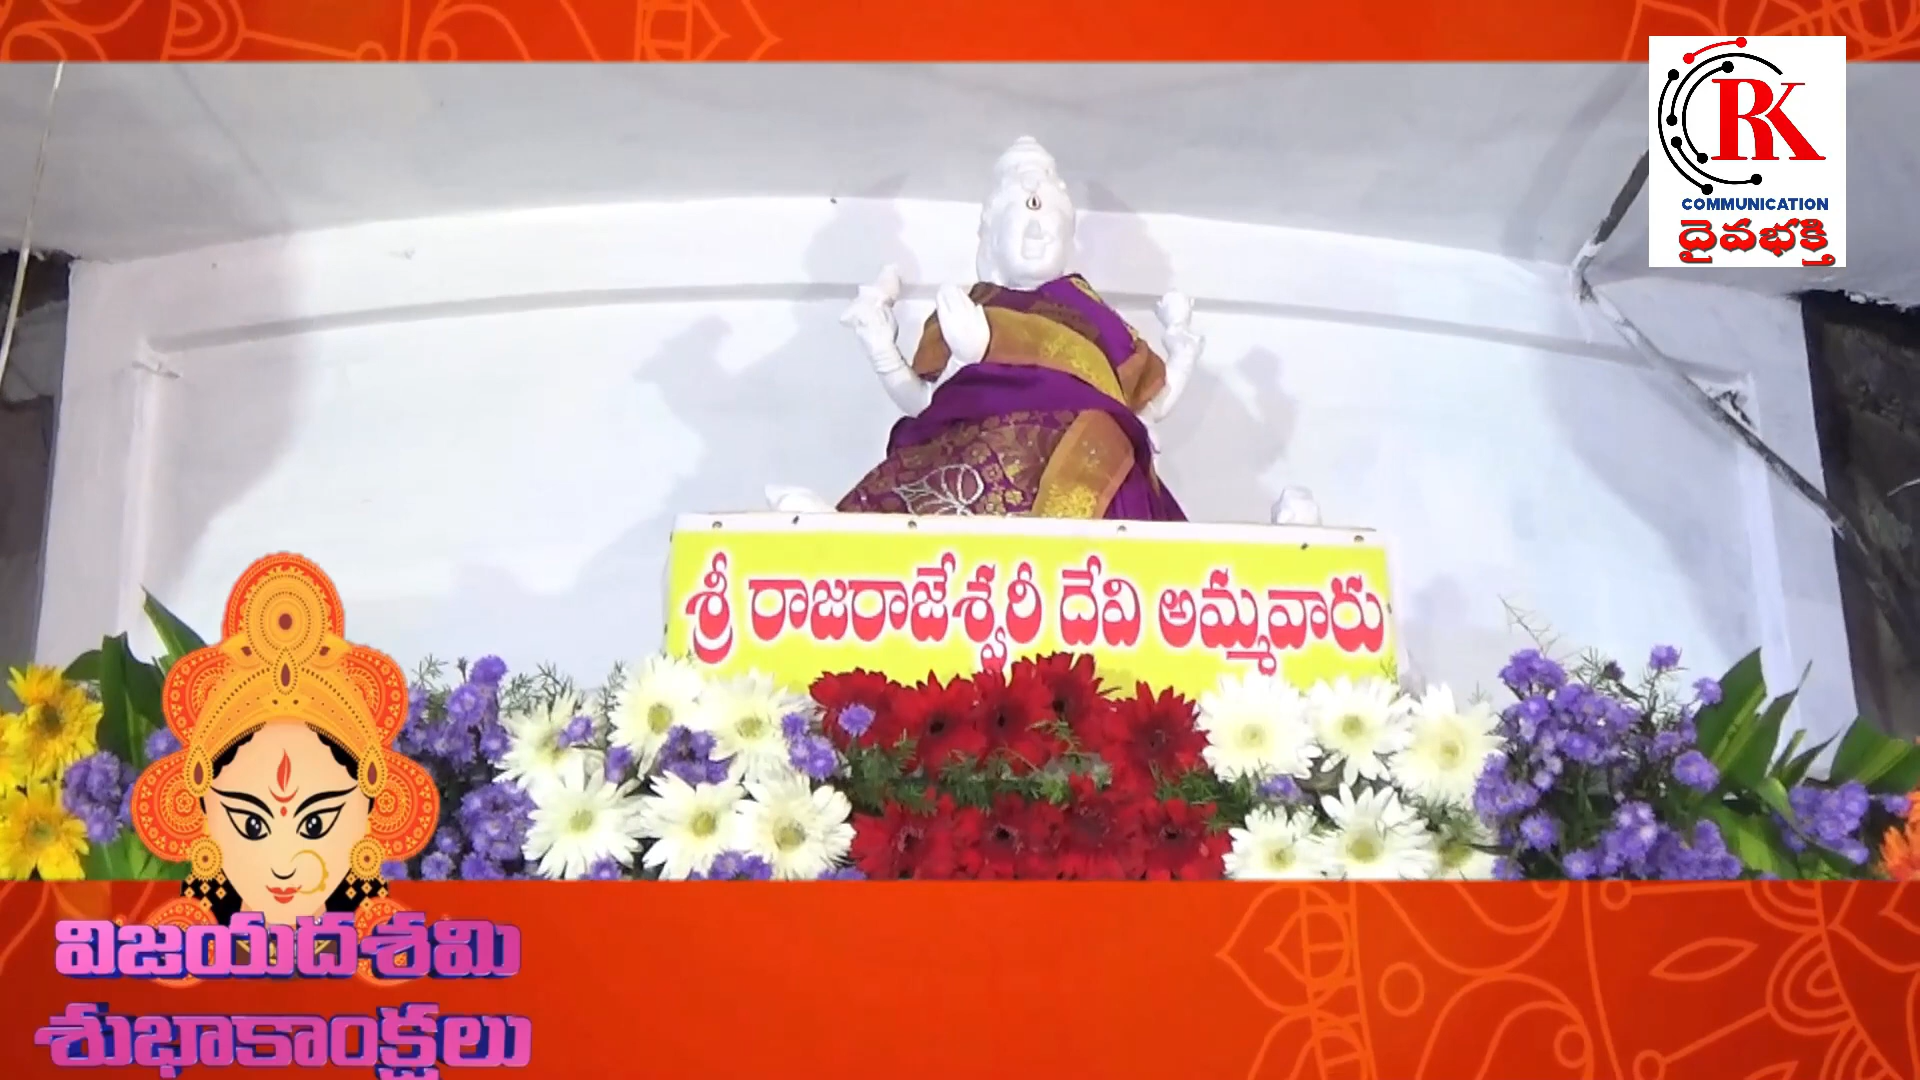 RK
COMMUNICATION
దైవభక్తి
శ్రీ రాజరాజేశ్వరీ దేవి అమ్మవారు
విజయదశమి
శుభాకాంక్షలు